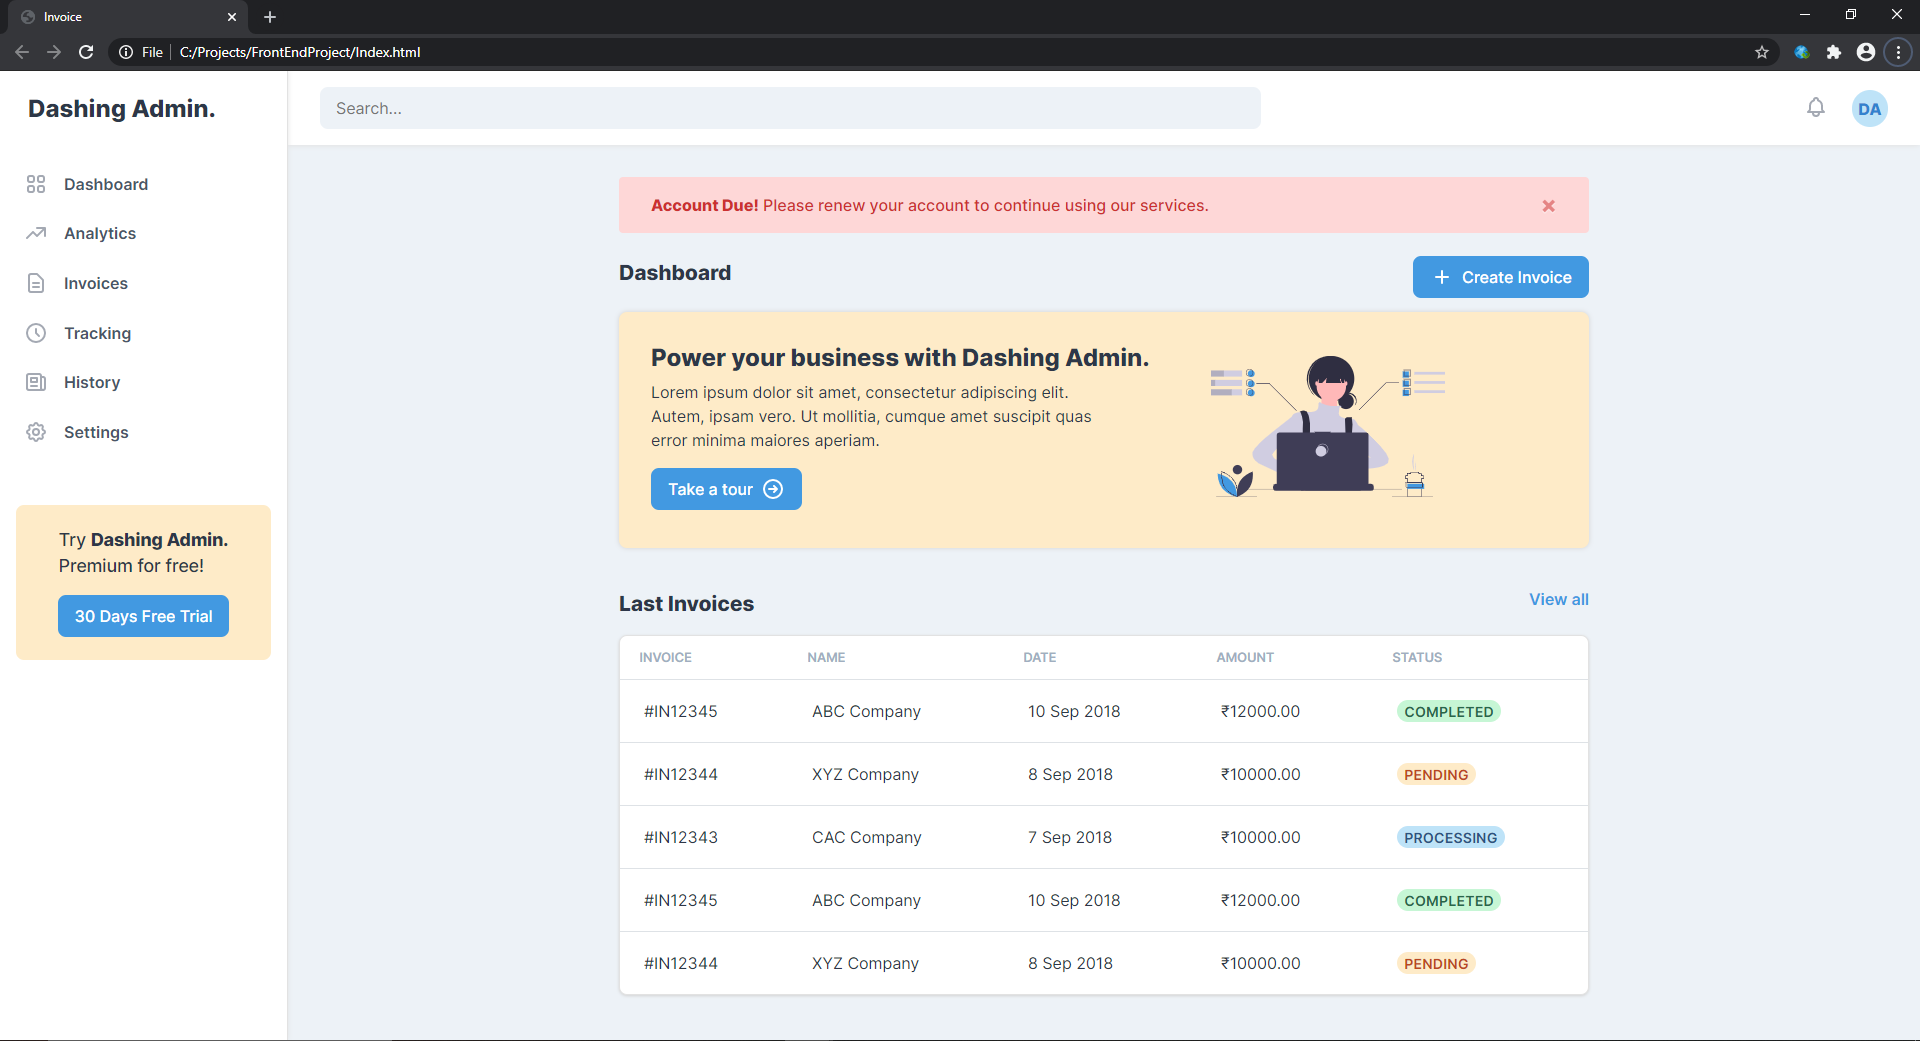 Invoice
File
C:/Projects/FrontEndProject/Index.html
Dashing Admin.
Search...
DA
Dashboard
Analytics
Invoices
Tracking
History
Settings
Try Dashing Admin.
Premium for free!
30 Days Free Trial
Account Due! Please renew your account to continue using our services.
Dashboard
Create Invoice
Power your business with Dashing Admin.
Lorem ipsum dolor sit amet, consectetur adipiscing elit.
Autem, ipsam vero. Ut mollitia, cumque amet suscipit quas
error minima maiores aperiam.
Take a tour
Last Invoices
View all
INVOICE NAME DATE AMOUNT STATUS
#IN12345 ABC Company 10 Sep 2018 ₹12000.00 COMPLETED
#IN12344 XYZ Company 8 Sep 2018 ₹10000.00 PENDING
#IN12343 CAC Company 7 Sep 2018 ₹10000.00 PROCESSING
#IN12345 ABC Company 10 Sep 2018 ₹12000.00 COMPLETED
#IN12344 XYZ Company 8 Sep 2018 ₹10000.00 PENDING